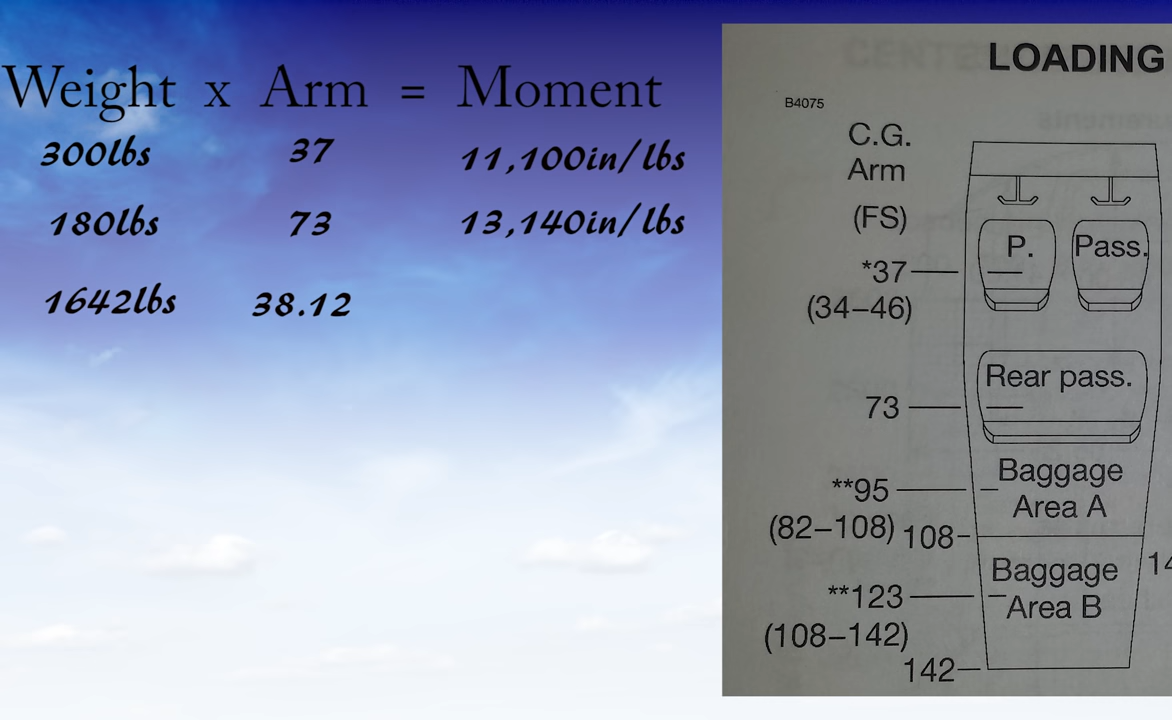 Weight x Arm = Moment
300lbs 37 11,100in/lbs
180lbs 73 13,140in/lbs
1642lbs 38.12
LOADING
B4075
C.G.
Arm
(FS)
P. Pass.
*37
(34–46)
Rear pass.
73
Baggage
**95
Area A
(82–108) 108
Baggage
**123
Area B
(108–142)
142